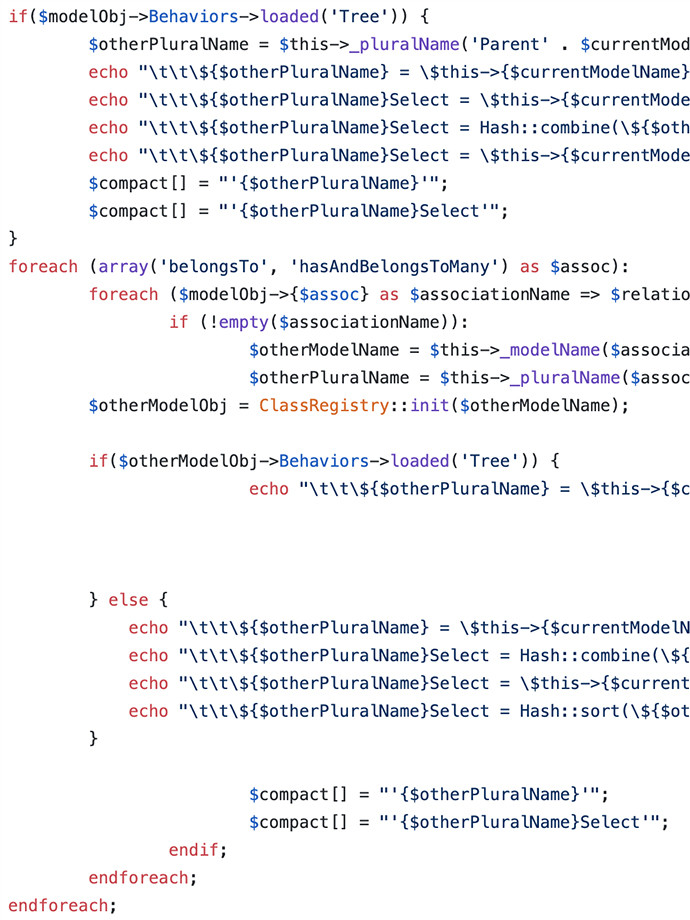 if($modelObj->Behaviors->loaded('Tree')) {
        $otherPluralName = $this->_pluralName('Parent' . $currentMod
        echo "\t\t\${$otherPluralName} = \$this->{$currentModelName}
        echo "\t\t\${$otherPluralName}Select = \$this->{$currentMode
        echo "\t\t\${$otherPluralName}Select = Hash::combine(\${$oth
        echo "\t\t\${$otherPluralName}Select = \$this->{$currentMode
        $compact[] = "'{$otherPluralName}'";
        $compact[] = "'{$otherPluralName}Select'";
}
foreach (array('belongsTo', 'hasAndBelongsToMany') as $assoc):
        foreach ($modelObj->{$assoc} as $associationName => $relatio
                if (!empty($associationName)):
                        $otherModelName = $this->_modelName($associa
                        $otherPluralName = $this->_pluralName($assoc
        $otherModelObj = ClassRegistry::init($otherModelName);

        if($otherModelObj->Behaviors->loaded('Tree')) {
                        echo "\t\t\${$otherPluralName} = \$this->{$c

        } else {
            echo "\t\t\${$otherPluralName} = \$this->{$currentModelN
            echo "\t\t\${$otherPluralName}Select = Hash::combine(\${
            echo "\t\t\${$otherPluralName}Select = \$this->{$current
            echo "\t\t\${$otherPluralName}Select = Hash::sort(\${$ot
        }

                        $compact[] = "'{$otherPluralName}'";
                        $compact[] = "'{$otherPluralName}Select'";
                endif;
        endforeach;
endforeach;